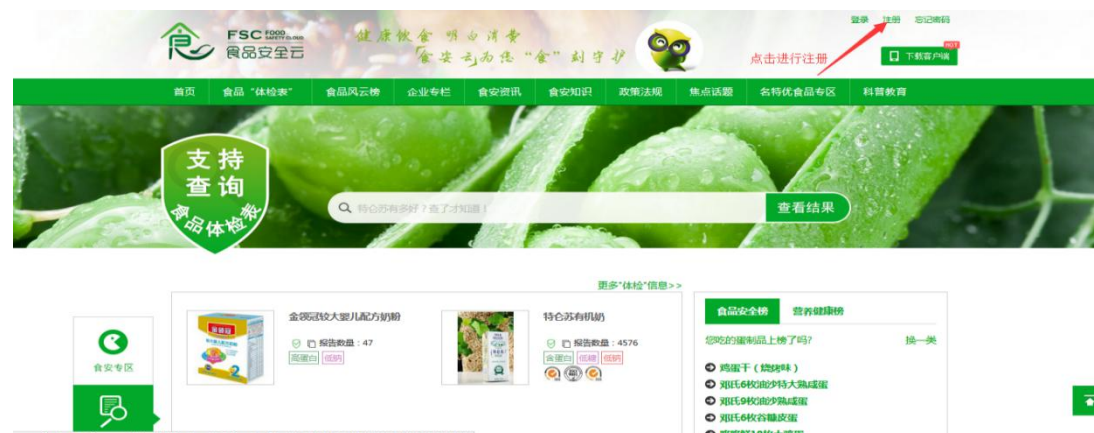 登录 注册 忘记密码
FSC FOOD SAFETY CLOUD
食品安全云
健康饮食 明白消费
食安云为您“食”刻守护
点击进行注册
HOT
下载客户端
首页 食品“体检表” 食品风云榜 企业专栏 食安资讯 食安知识 政策法规 焦点话题 名特优食品专区 科普教育
支持
查询
食品体检表
特仑苏有多好？查了才知道！
查看结果
更多“体检”信息>>
食安专区
金领冠较大婴儿配方奶粉
报告数量：47
高蛋白 低钠
特仑苏有机奶
报告数量：4576
含蛋白 低糖 低钠
食品安全榜 营养健康榜
您吃的蛋制品上榜了吗？ 换一类
鸡蛋干（烧烤味）
邓氏6枚油沙特大熟咸蛋
邓氏9枚油沙熟咸蛋
邓氏6枚谷糠皮蛋